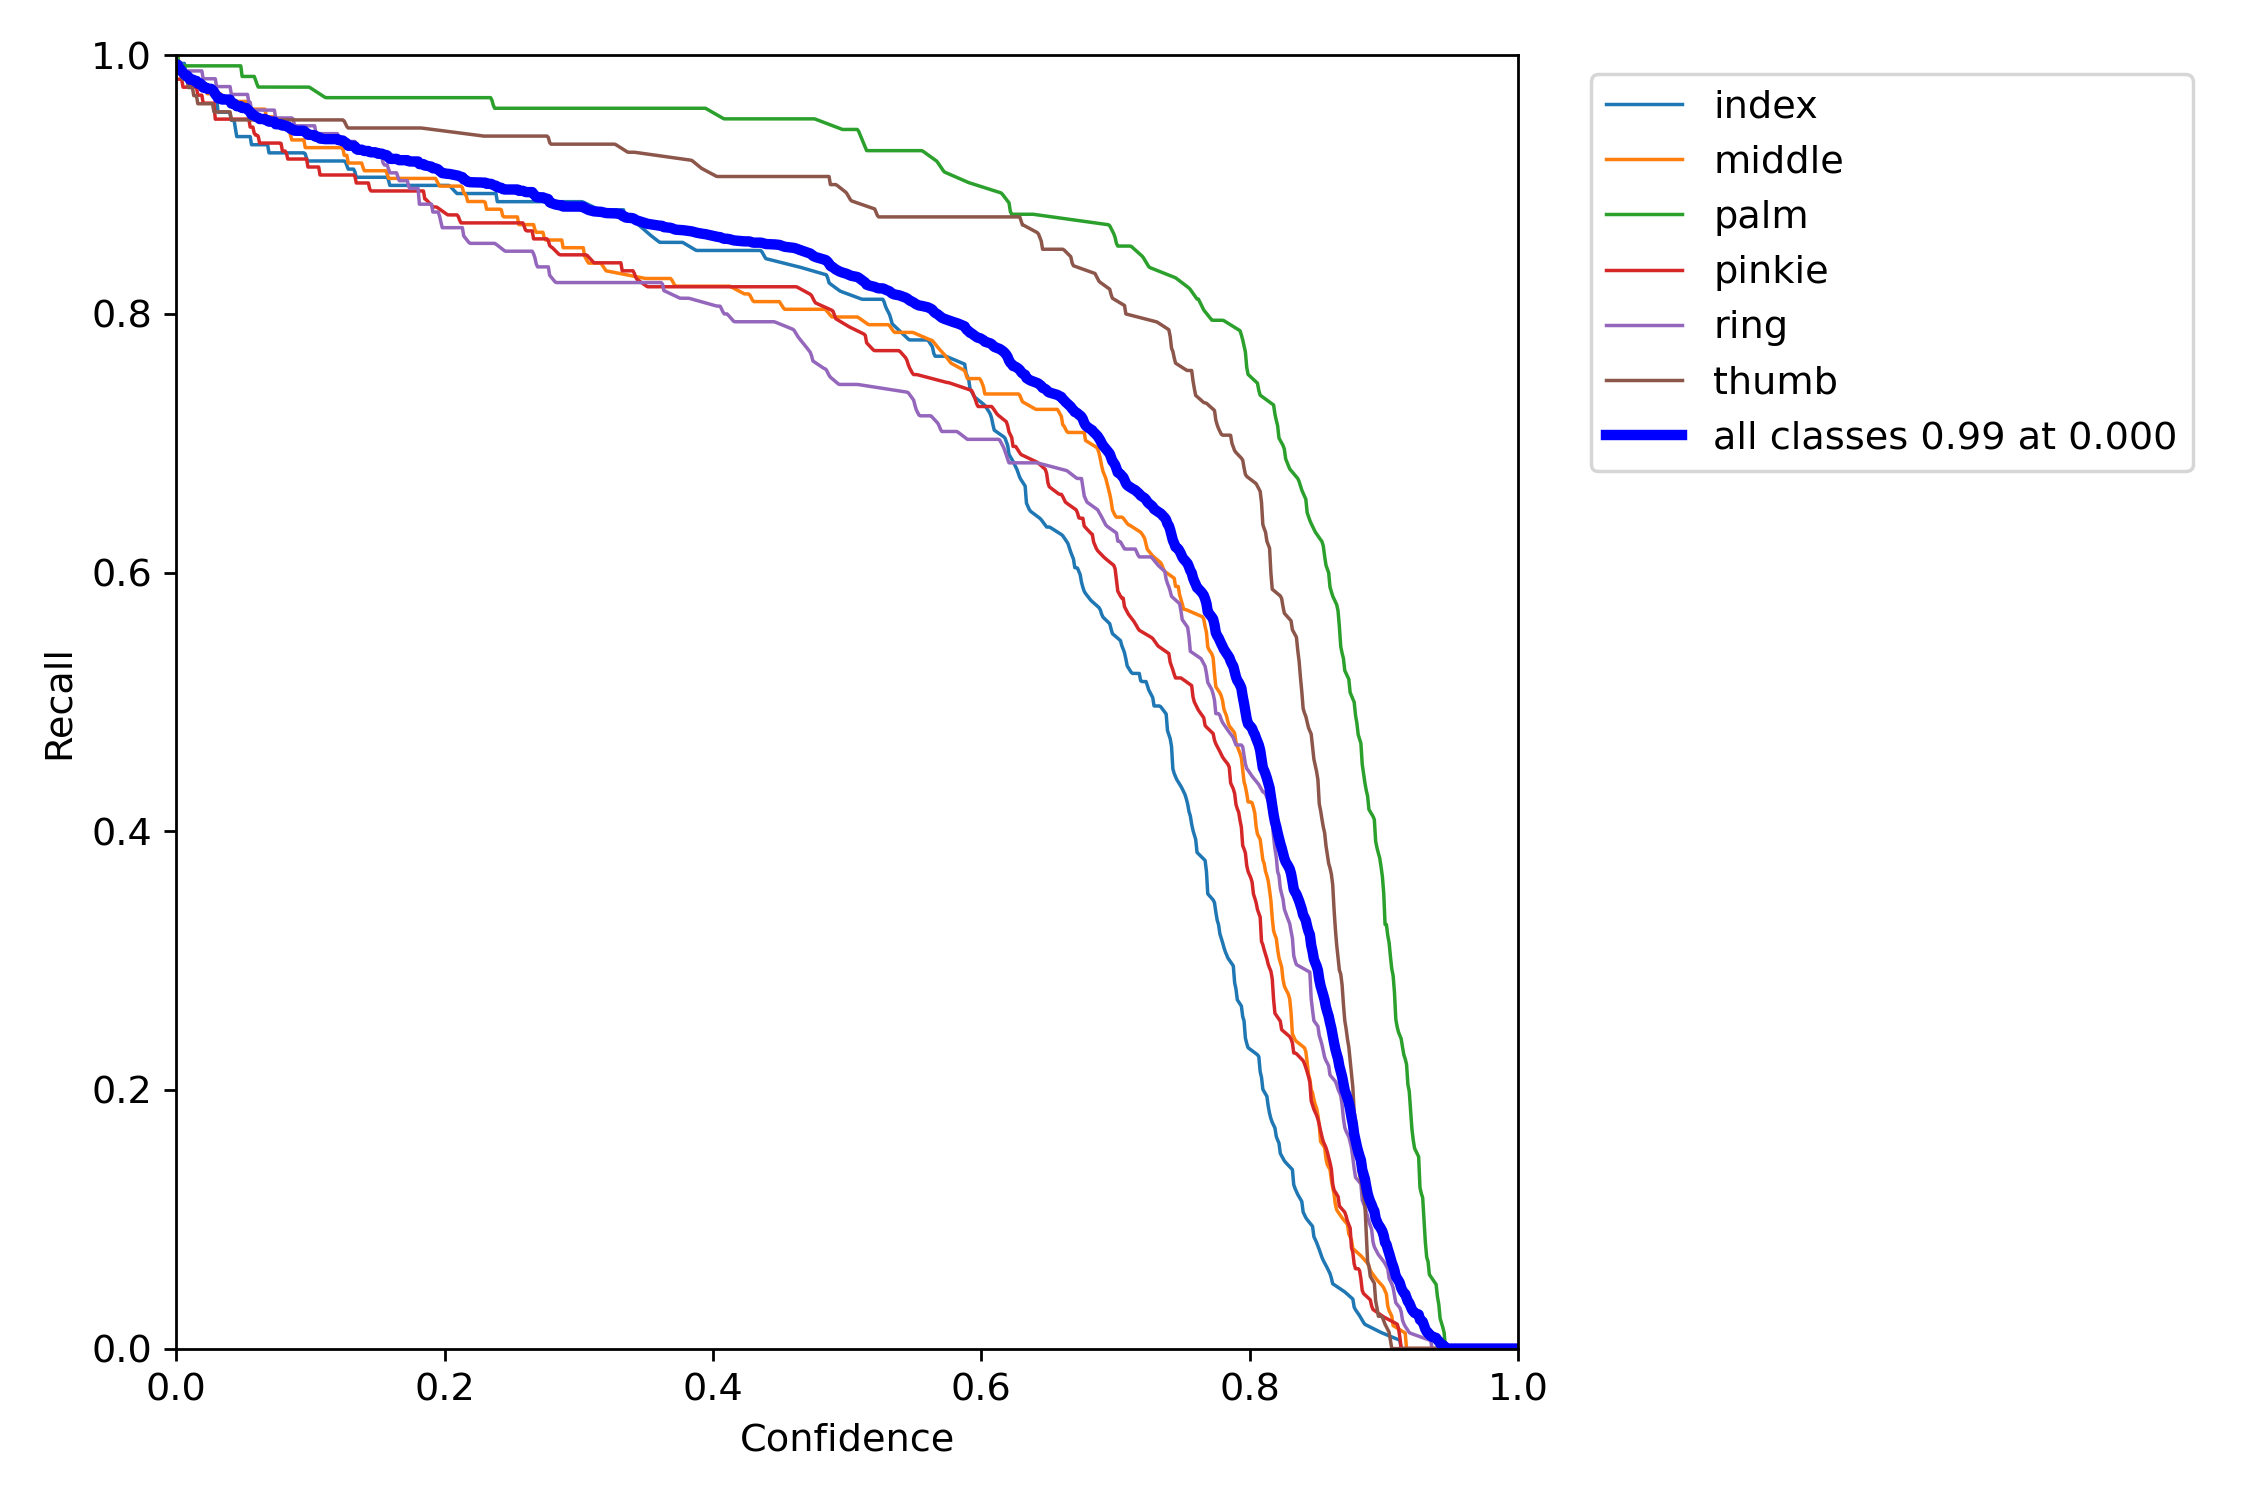 1.0
0.8
0.6
0.4
0.2
0.0
Recall
0.0 0.2 0.4 0.6 0.8 1.0
Confidence
index
middle
palm
pinkie
ring
thumb
all classes 0.99 at 0.000